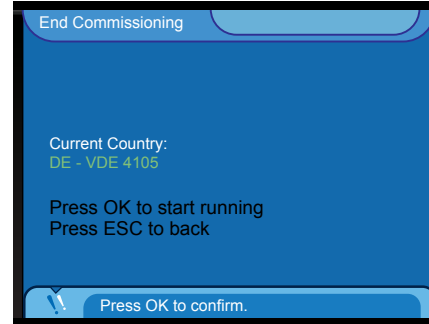 End Commissioning
Current Country:
DE - VDE 4105
Press OK to start running
Press ESC to back
Press OK to confirm.